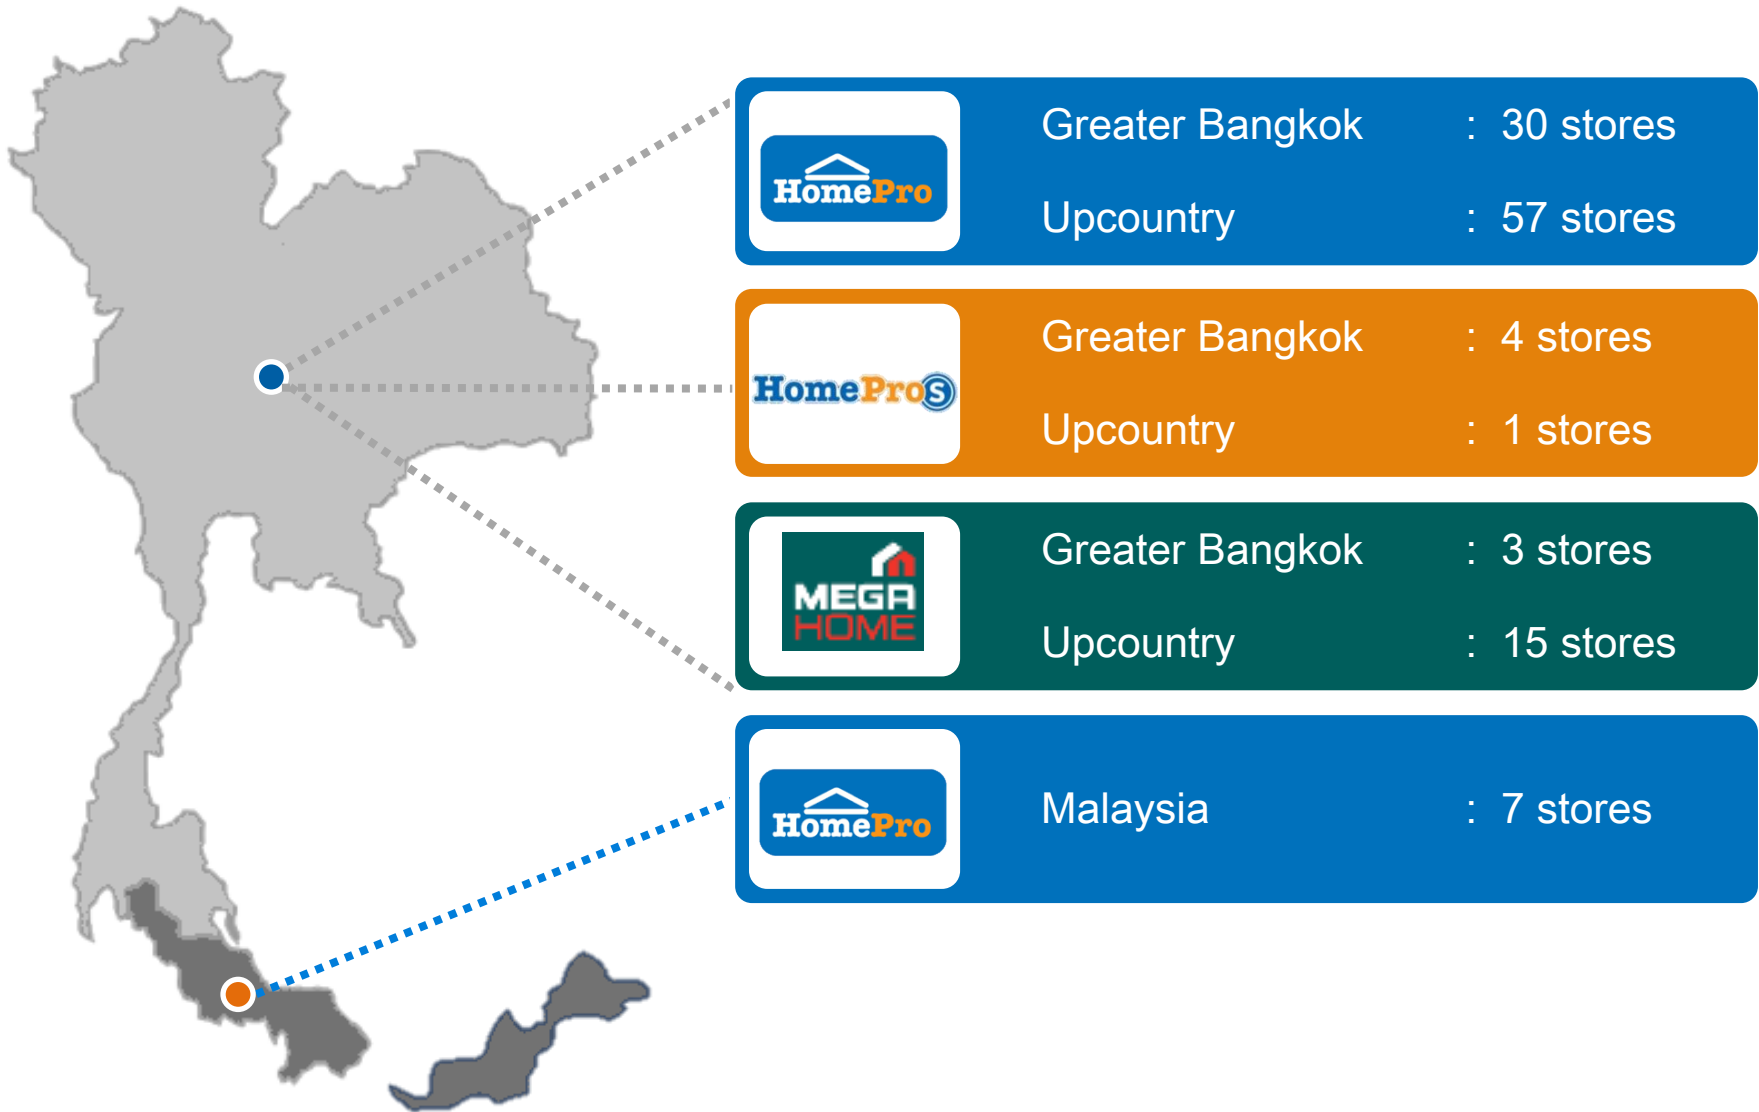 HomePro
Greater Bangkok : 30 stores
Upcountry : 57 stores
HomeProS
Greater Bangkok : 4 stores
Upcountry : 1 stores
MEGA
HOME
Greater Bangkok : 3 stores
Upcountry : 15 stores
HomePro
Malaysia : 7 stores